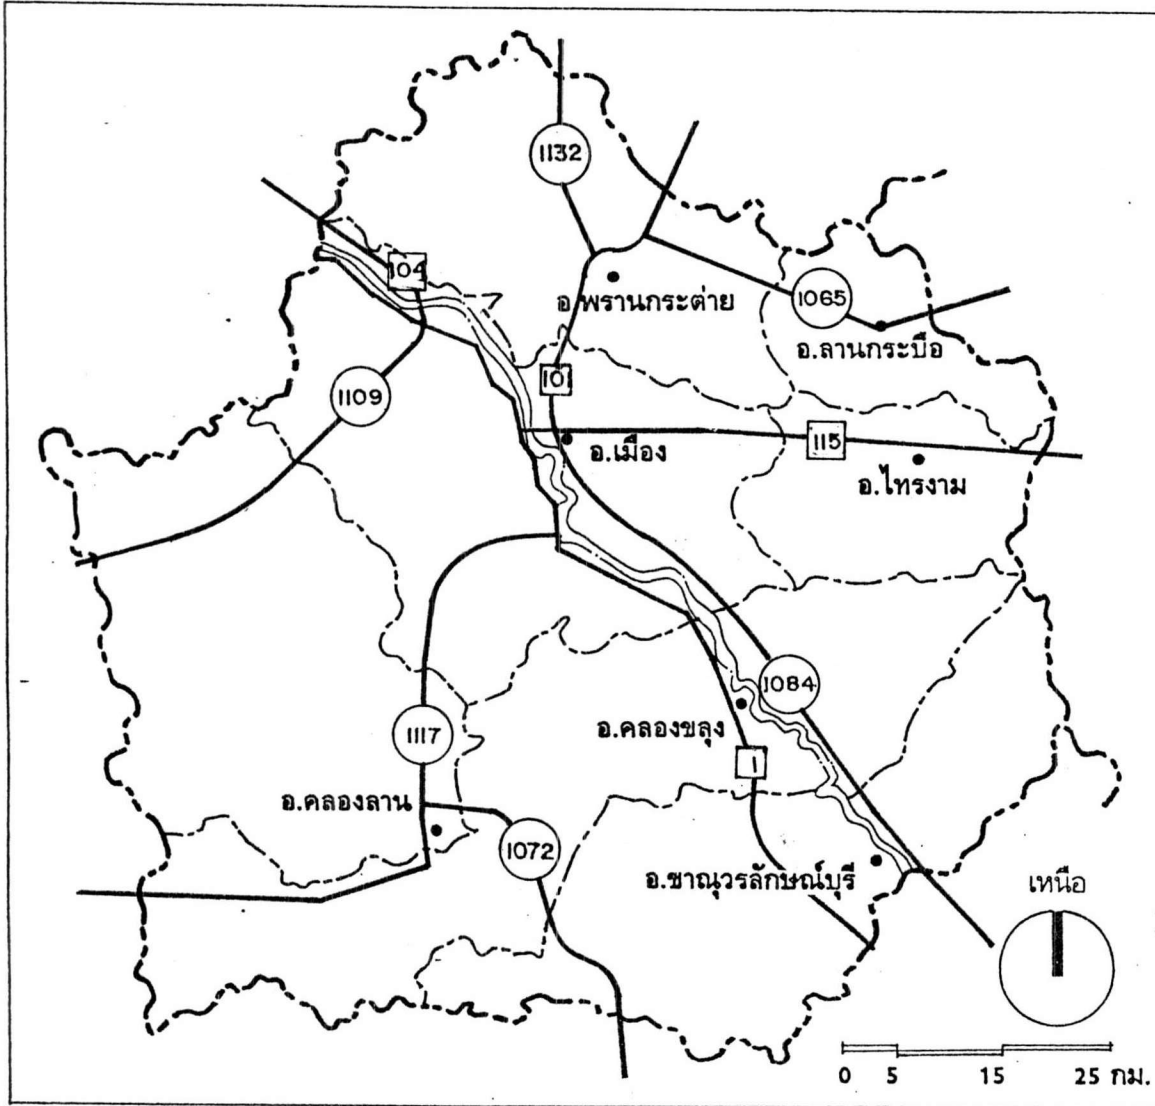 1132
104
1065
อ.พรานกระต่าย
อ.ลานกระบือ
101
1109
115
อ.เมือง
อ.ไทรงาม
1084
อ.คลองขลุง
1117
1
อ.คลองลาน
1072
อ.ขาณุวรลักษณ์บุรี
เหนือ
0 5 15 25 กม.